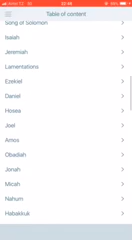 Table of content
Song of Solomon
Isaiah
Jeremiah
Lamentations
Ezekiel
Daniel
Hosea
Joel
Amos
Obadiah
Jonah
Micah
Nahum
Habakkuk